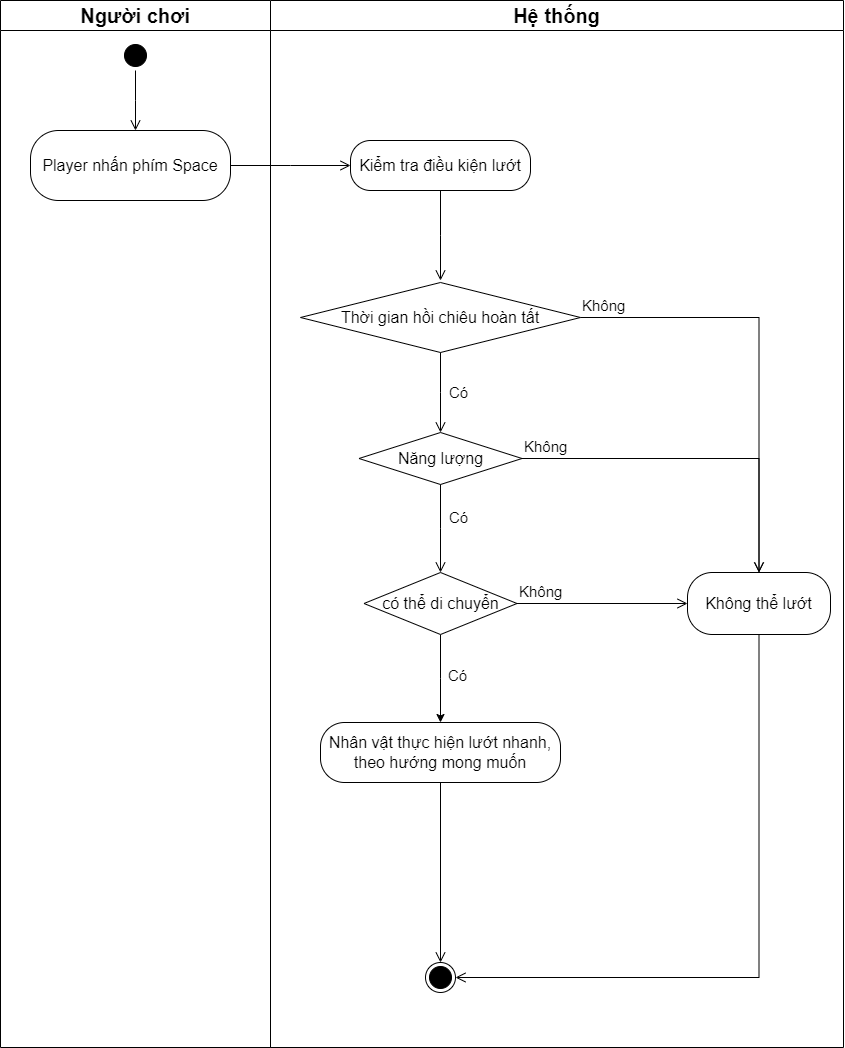 Người chơi
Hệ thống
Player nhấn phím Space
Kiểm tra điều kiện lướt
Thời gian hồi chiêu hoàn tất
Không
Có
Năng lượng
Không
Có
có thể di chuyển
Không
Không thể lướt
Có
Nhân vật thực hiện lướt nhanh,
theo hướng mong muốn